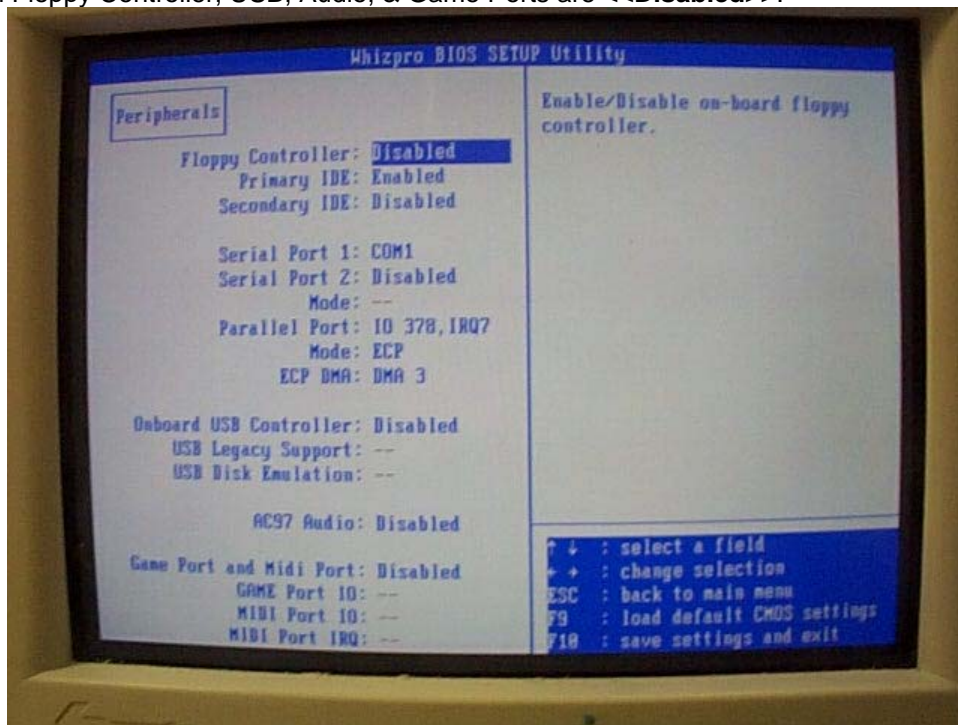 Floppy Controller, USB, Audio, & Game Ports are <<Disabled>>.
Whizpro BIOS SETUP Utility
Peripherals
Floppy Controller: Disabled
Primary IDE: Enabled
Secondary IDE: Disabled
Serial Port 1: COM1
Serial Port 2: Disabled
Mode: --
Parallel Port: IO 378,IRQ7
Mode: ECP
ECP DMA: DMA 3
Onboard USB Controller: Disabled
USB Legacy Support: --
USB Disk Emulation: --
AC97 Audio: Disabled
Game Port and Midi Port: Disabled
GAME Port IO: --
MIDI Port IO: --
MIDI Port IRQ: --
Enable/Disable on-board floppy
controller.
↑ ↓ : select a field
← → : change selection
ESC : back to main menu
F9 : load default CMOS settings
F10 : save settings and exit